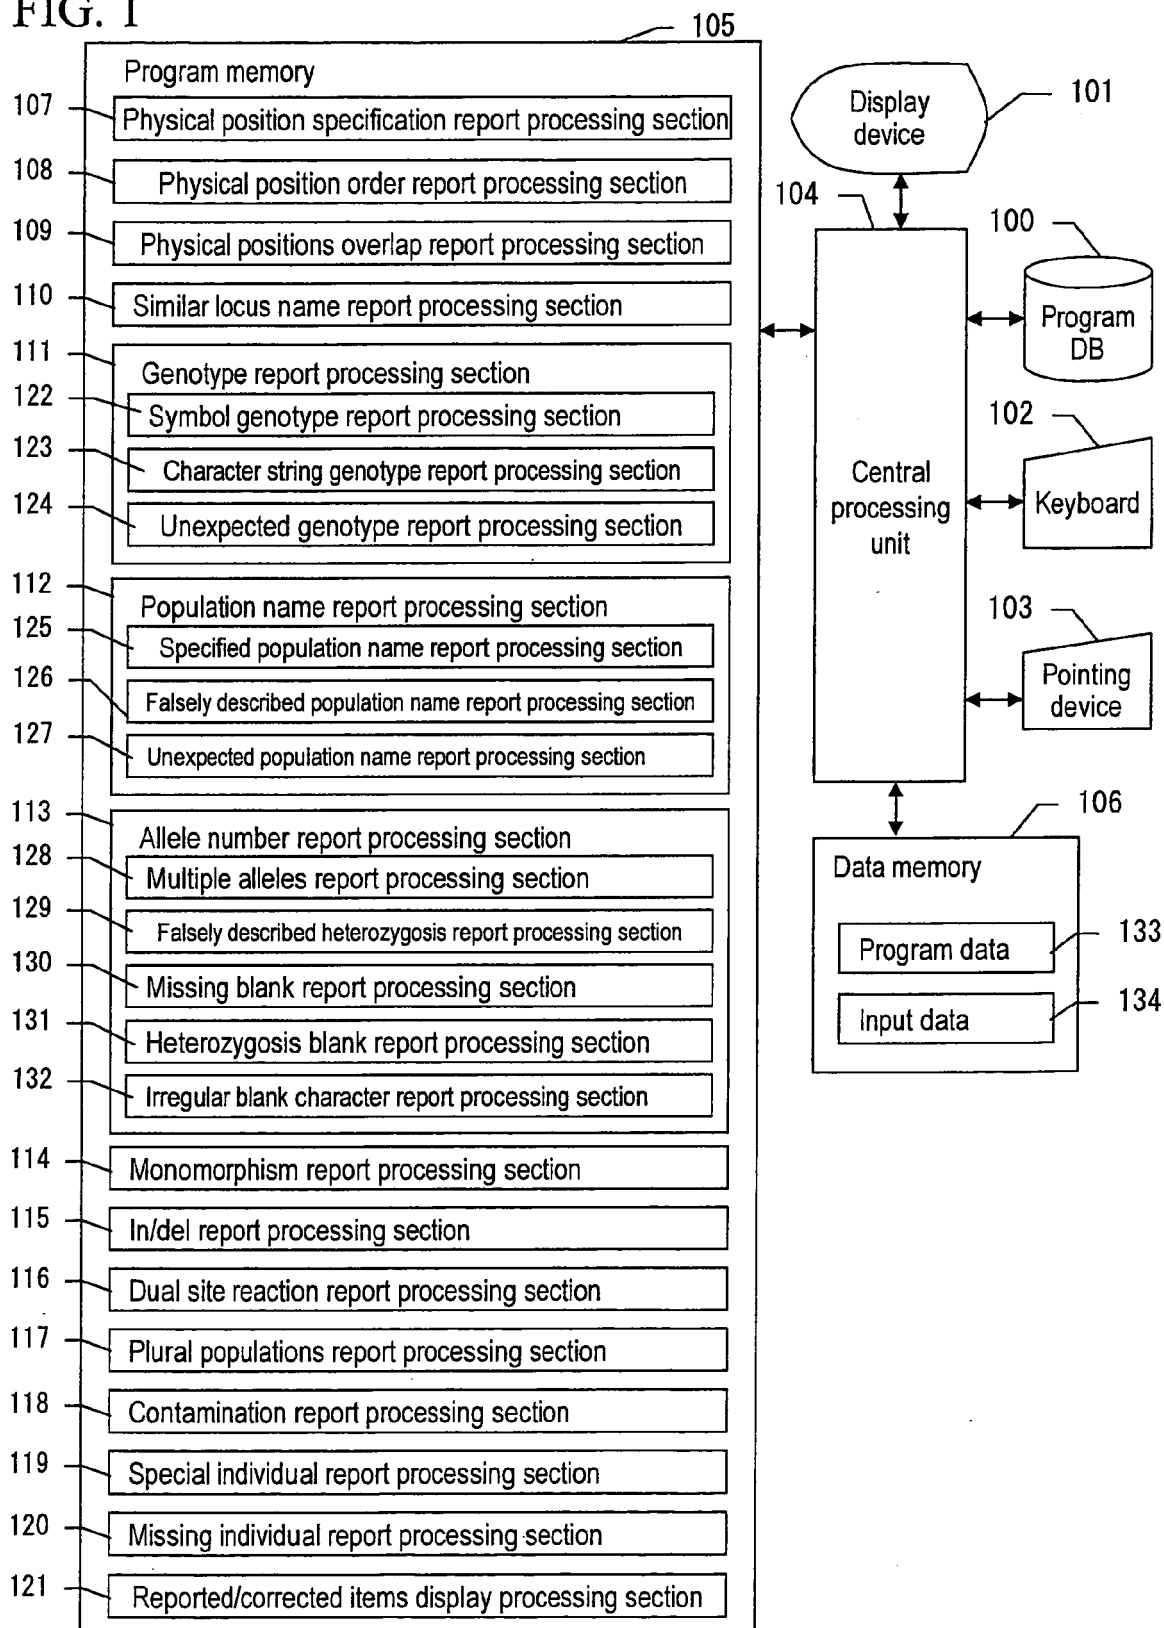 FIG. 1
105
Program memory
107
Physical position specification report processing section
108
Physical position order report processing section
109
Physical positions overlap report processing section
110
Similar locus name report processing section
111
Genotype report processing section
122
Symbol genotype report processing section
123
Character string genotype report processing section
124
Unexpected genotype report processing section
112
Population name report processing section
125
Specified population name report processing section
126
Falsely described population name report processing section
127
Unexpected population name report processing section
113
Allele number report processing section
128
Multiple alleles report processing section
129
Falsely described heterozygosis report processing section
130
Missing blank report processing section
131
Heterozygosis blank report processing section
132
Irregular blank character report processing section
114
Monomorphism report processing section
115
In/del report processing section
116
Dual site reaction report processing section
117
Plural populations report processing section
118
Contamination report processing section
119
Special individual report processing section
120
Missing individual report processing section
121
Reported/corrected items display processing section
101
Display
device
104
Central
processing
unit
100
Program
DB
102
Keyboard
103
Pointing
device
106
Data memory
133
Program data
134
Input data